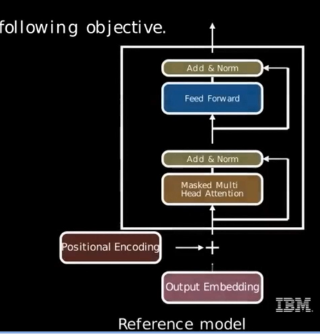 following objective.
Add & Norm
Feed Forward
Add & Norm
Masked Multi
Head Attention
Positional Encoding
+
Output Embedding
IBM
Reference model